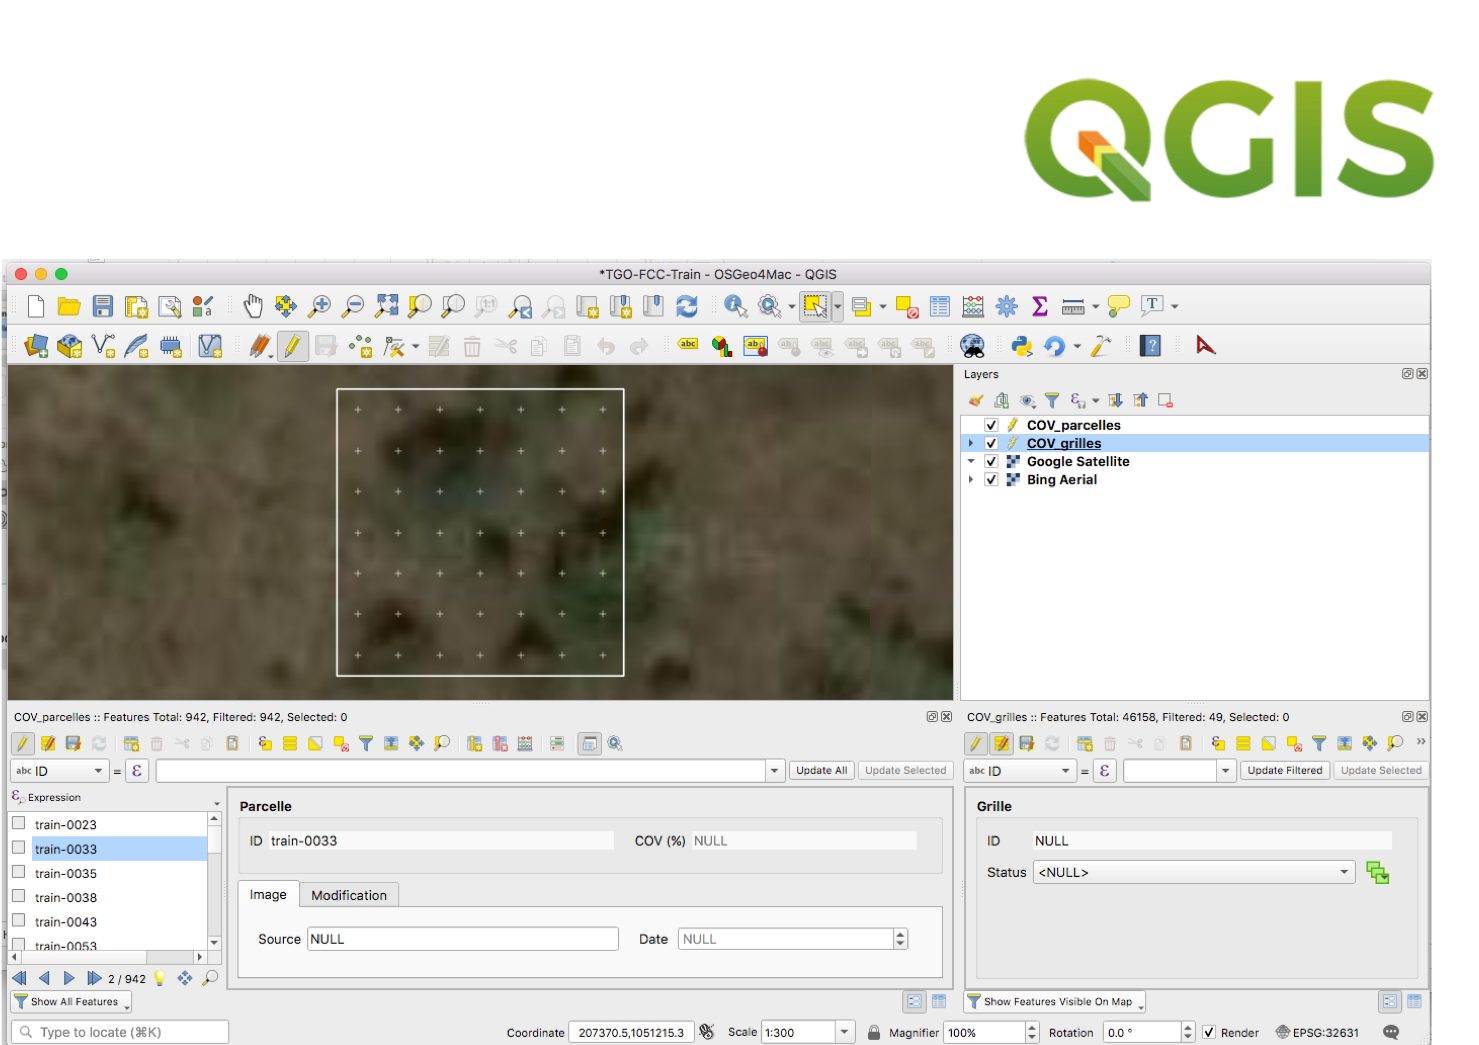 QGIS
*TGO-FCC-Train - OSGeo4Mac - QGIS
Layers
COV_parcelles
COV_grilles
Google Satellite
Bing Aerial
COV_parcelles :: Features Total: 942, Filtered: 942, Selected: 0
abc ID = ε Update All Update Selected
Expression
train-0023
train-0033
train-0035
train-0038
train-0043
train-0053
2 / 942
Show All Features
Parcelle
ID train-0033 COV (%) NULL
Image Modification
Source NULL Date NULL
COV_grilles :: Features Total: 46158, Filtered: 49, Selected: 0
abc ID = ε Update Filtered Update Selected
Grille
ID NULL
Status <NULL>
Show Features Visible On Map
Type to locate (⌘K)
Coordinate 207370.5,1051215.3 Scale 1:300 Magnifier 100% Rotation 0.0 ° Render EPSG:32631